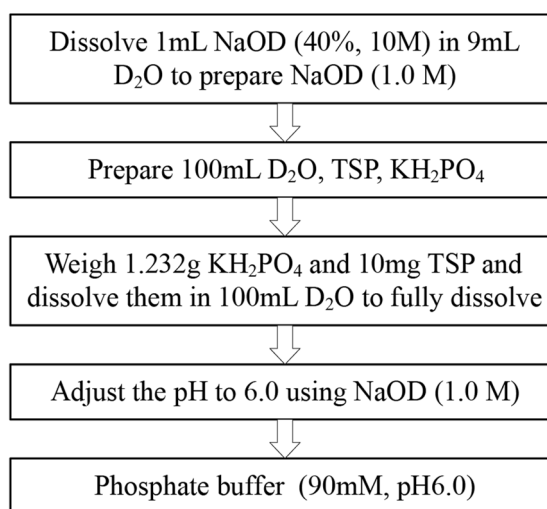 Dissolve 1mL NaOD (40%, 10M) in 9mL
D₂O to prepare NaOD (1.0 M)
Prepare 100mL D₂O, TSP, KH₂PO₄
Weigh 1.232g KH₂PO₄ and 10mg TSP and
dissolve them in 100mL D₂O to fully dissolve
Adjust the pH to 6.0 using NaOD (1.0 M)
Phosphate buffer (90mM, pH6.0)